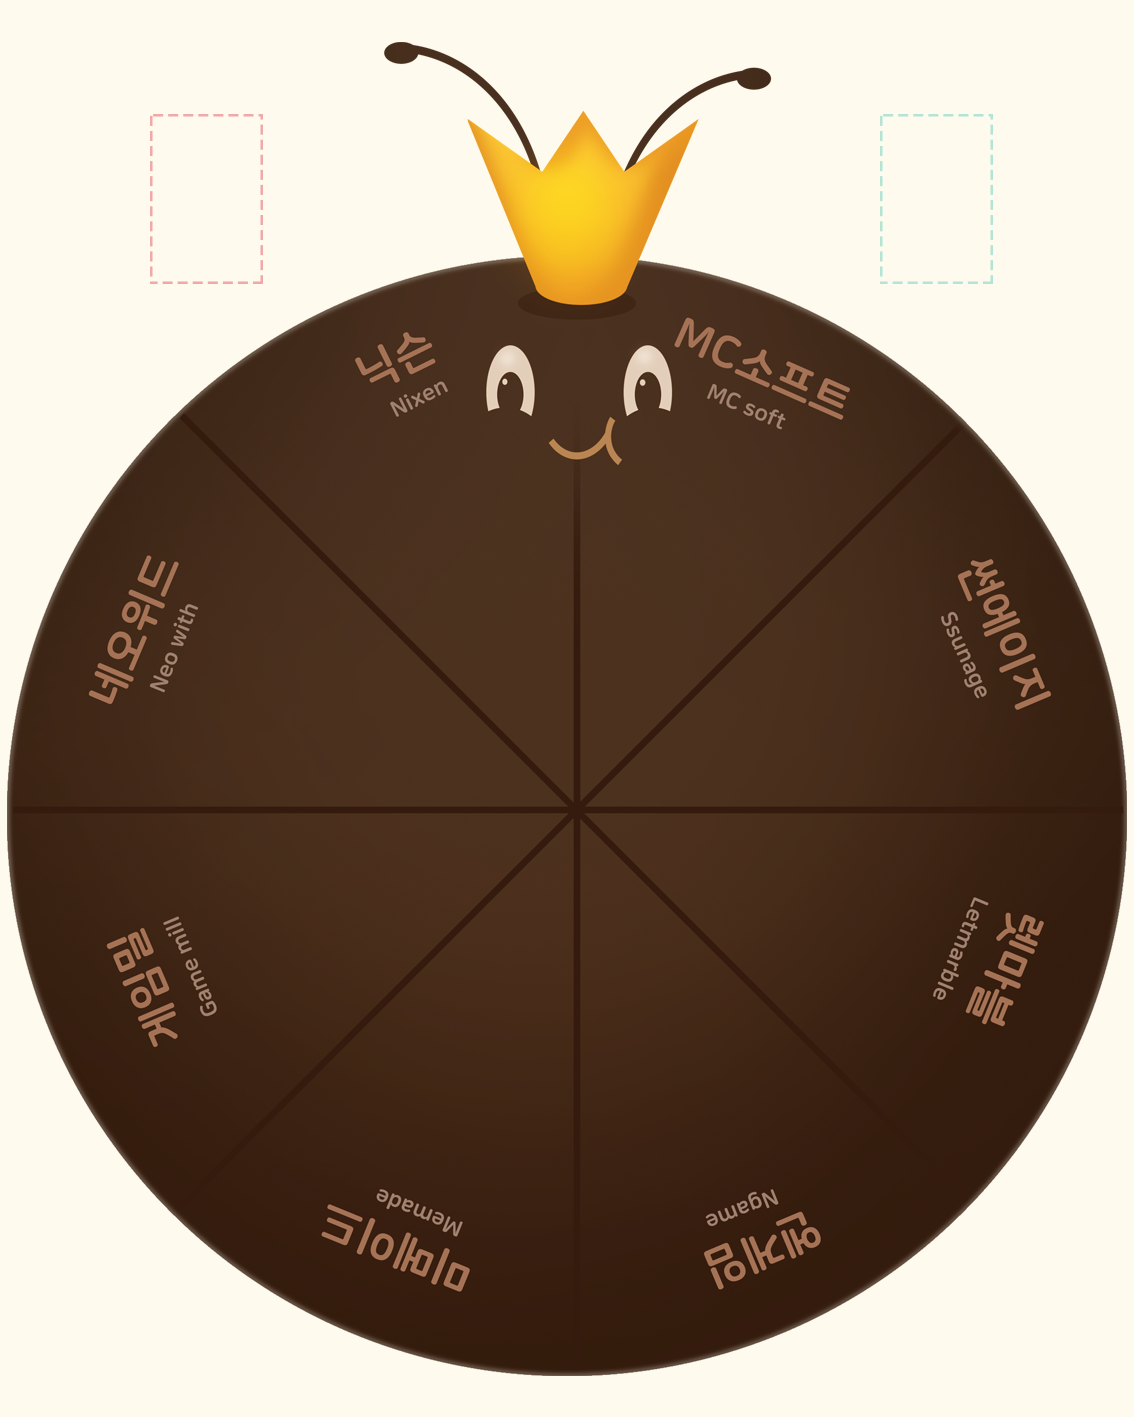 닉슨
Nixen
MC소프트
MC soft
썬에이지
Ssunage
렛마블
Letmarble
엔게임
Ngame
미메이드
Memade
게임밀
Game mill
네오위드
Neo with